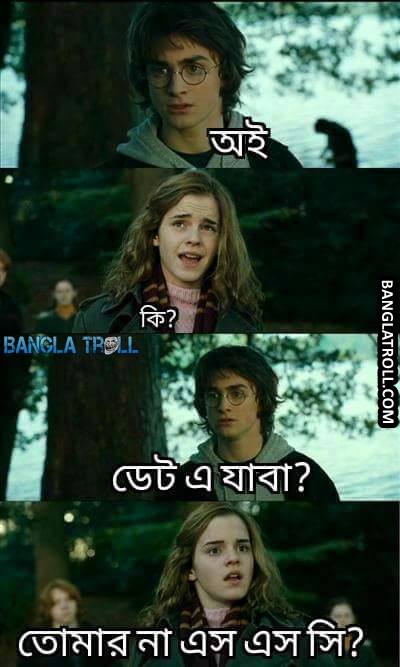 অই
কি?
BANGLA TROLL
BANGLATROLL.COM
ডেট এ যাবা?
তোমার না এস এস সি?